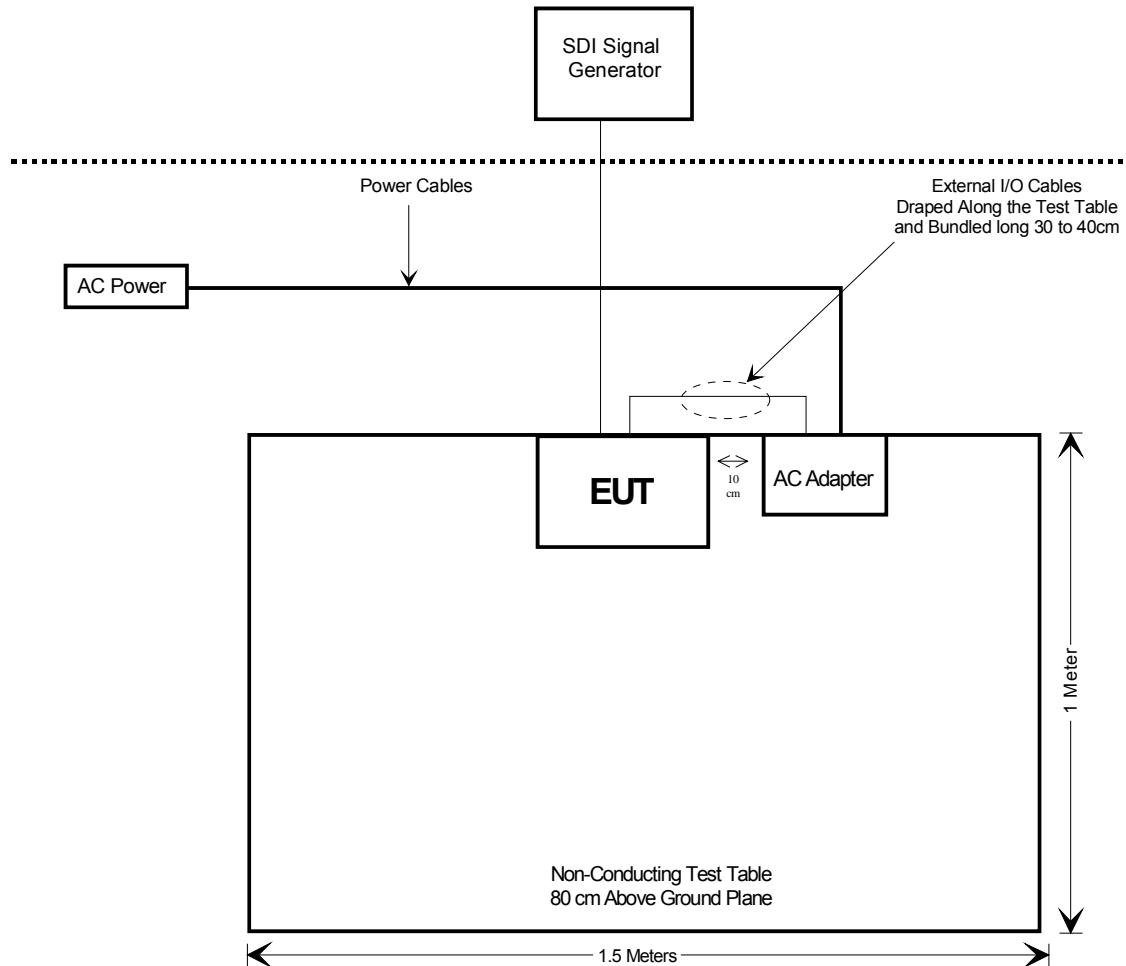 SDI Signal
Generator
Power Cables
External I/O Cables
Draped Along the Test Table
and Bundled long 30 to 40cm
AC Power
EUT
10
cm
AC Adapter
1 Meter
Non-Conducting Test Table
80 cm Above Ground Plane
1.5 Meters